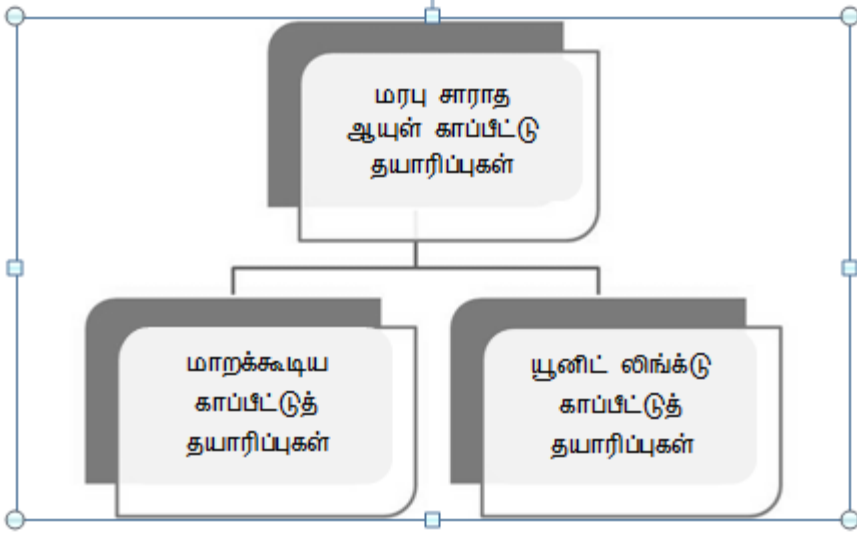 மரபு சாராத
ஆயுள் காப்பீட்டு
தயாரிப்புகள்
மாறக்கூடிய
காப்பீட்டுத்
தயாரிப்புகள்
யூனிட் லிங்க்டு
காப்பீட்டுத்
தயாரிப்புகள்